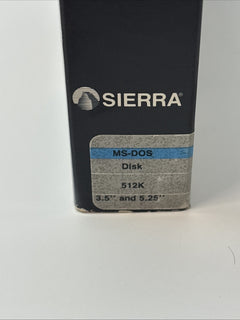 SIERRA®
MS-DOS
Disk
512K
3.5" and 5.25"